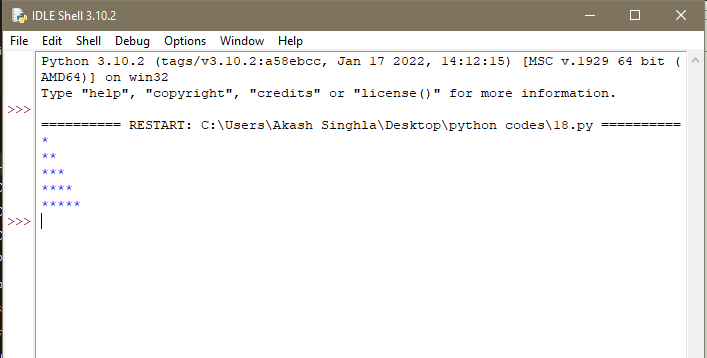 IDLE Shell 3.10.2
File Edit Shell Debug Options Window Help
Python 3.10.2 (tags/v3.10.2:a58ebcc, Jan 17 2022, 14:12:15) [MSC v.1929 64 bit (
AMD64)] on win32
Type "help", "copyright", "credits" or "license()" for more information.
>>>
========== RESTART: C:\Users\Akash Singhla\Desktop\python codes\18.py ==========
*
**
***
****
*****
>>>